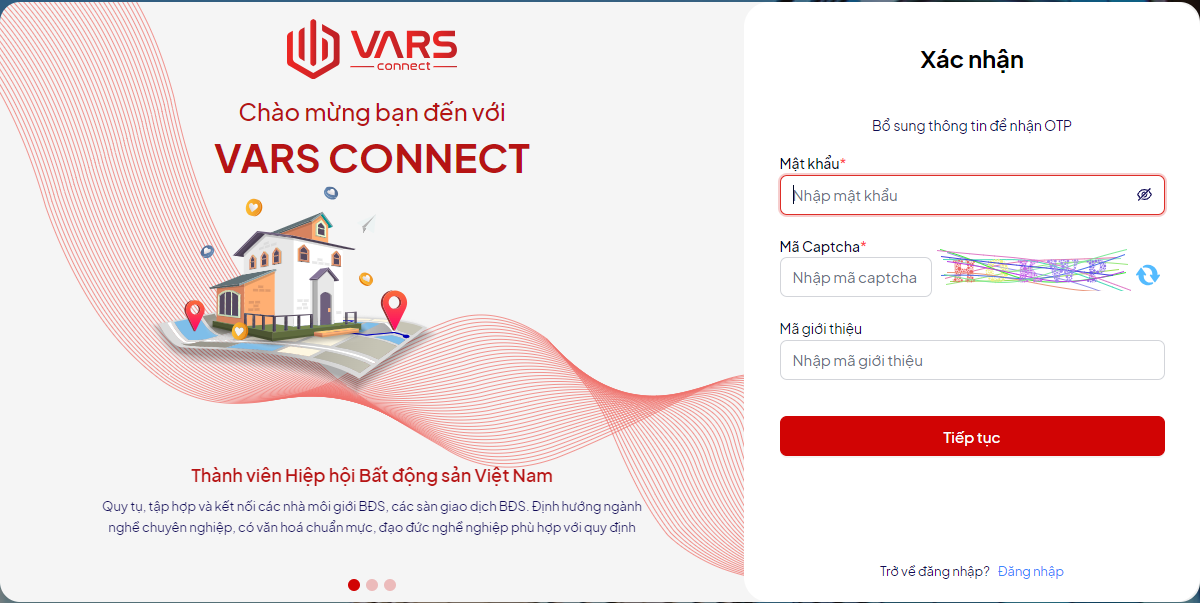 VARS
connect
Chào mừng bạn đến với
VARS CONNECT
Thành viên Hiệp hội Bất động sản Việt Nam
Quy tụ, tập hợp và kết nối các nhà môi giới BĐS, các sàn giao dịch BĐS. Định hướng ngành
nghề chuyên nghiệp, có văn hoá chuẩn mực, đạo đức nghề nghiệp phù hợp với quy định
Xác nhận
Bổ sung thông tin để nhận OTP
Mật khẩu*
Nhập mật khẩu
Mã Captcha*
Nhập mã captcha
Mã giới thiệu
Nhập mã giới thiệu
Tiếp tục
Trở về đăng nhập? Đăng nhập